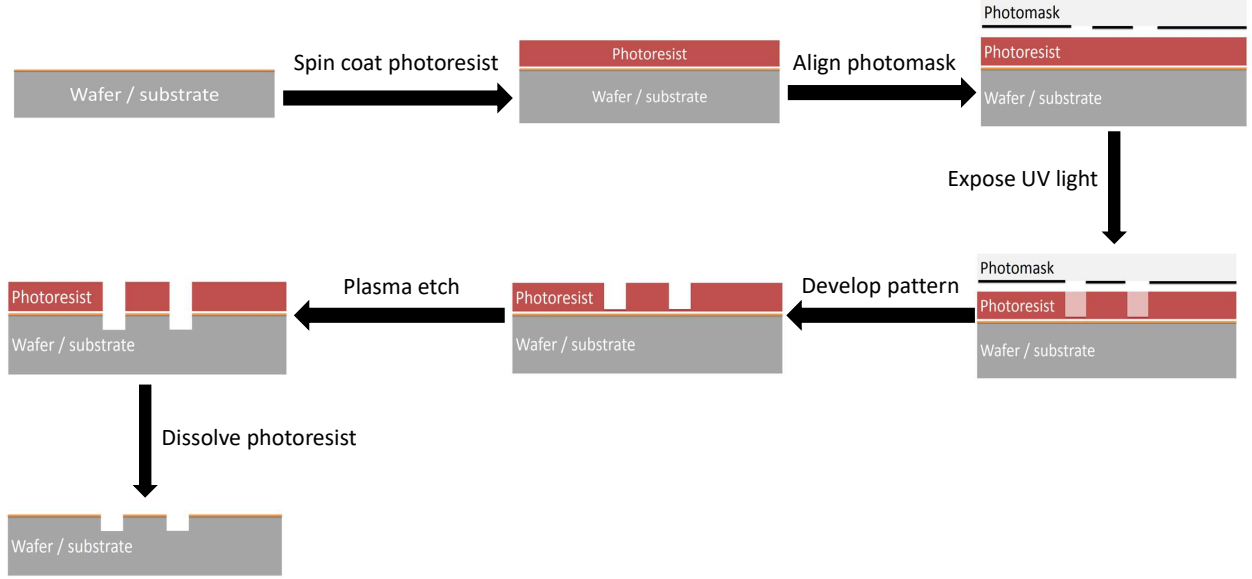 Wafer / substrate
Spin coat photoresist
Photoresist
Wafer / substrate
Align photomask
Photomask
Photoresist
Wafer / substrate
Expose UV light
Photomask
Photoresist
Wafer / substrate
Develop pattern
Photoresist
Wafer / substrate
Plasma etch
Photoresist
Wafer / substrate
Dissolve photoresist
Wafer / substrate